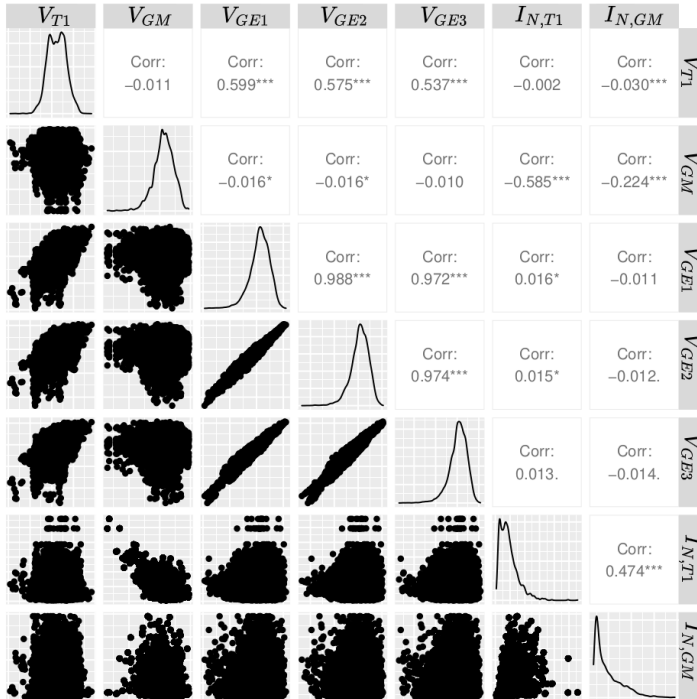 V_{T1} V_{GM} V_{GE1} V_{GE2} V_{GE3} I_{N,T1} I_{N,GM}
Corr: Corr: Corr: Corr: Corr: Corr:
−0.011 0.599*** 0.575*** 0.537*** −0.002 −0.030***
V_{T1}
Corr: Corr: Corr: Corr: Corr:
−0.016* −0.016* −0.010 −0.585*** −0.224***
V_{GM}
Corr: Corr: Corr: Corr:
0.988*** 0.972*** 0.016* −0.011
V_{GE1}
Corr: Corr: Corr:
0.974*** 0.015* −0.012.
V_{GE2}
Corr: Corr:
0.013. −0.014.
V_{GE3}
Corr:
0.474***
I_{N,T1}
I_{N,GM}